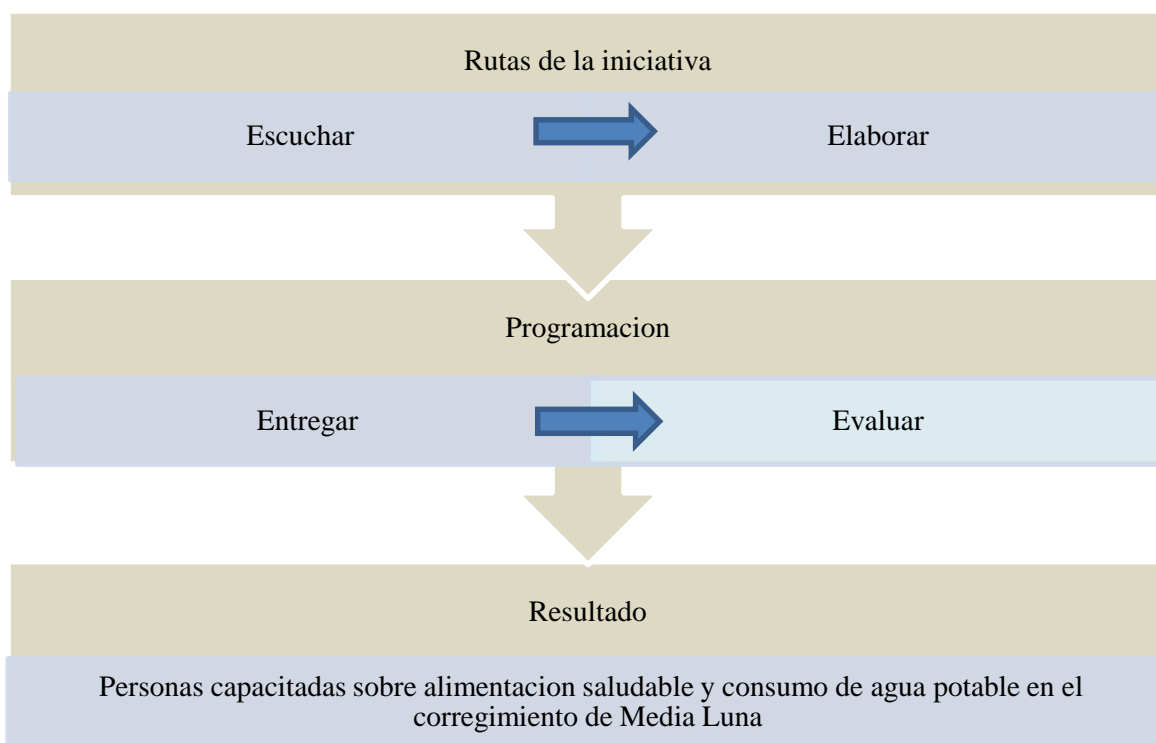 Rutas de la iniciativa
Escuchar
Elaborar
Programacion
Entregar
Evaluar
Resultado
Personas capacitadas sobre alimentacion saludable y consumo de agua potable en el
corregimiento de Media Luna